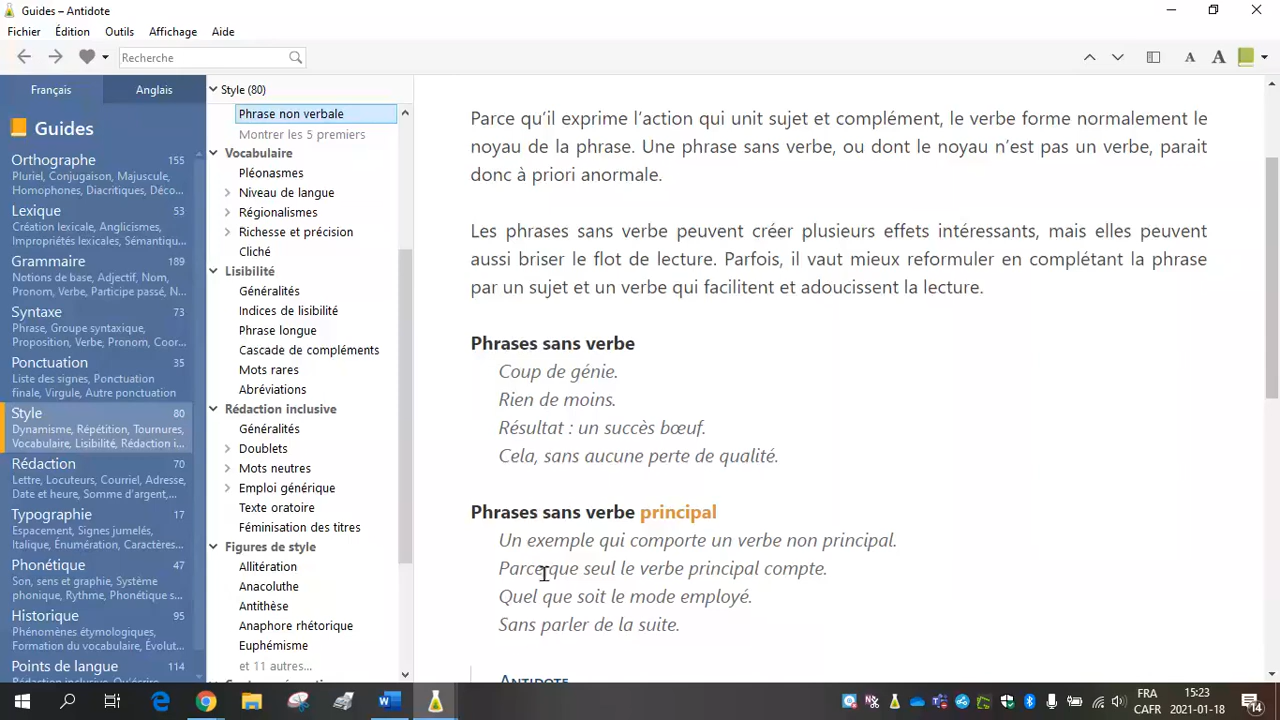 Guides – Antidote
Fichier Édition Outils Affichage Aide
Recherche
A A
Français Anglais
Guides
Orthographe 155
Pluriel, Conjugaison, Majuscule,
Homophones, Diacritiques, Déco...
Lexique 53
Création lexicale, Anglicismes,
Impropriétés lexicales, Sémantiqu...
Grammaire 189
Notions de base, Adjectif, Nom,
Pronom, Verbe, Participe passé, N...
Syntaxe 73
Phrase, Groupe syntaxique,
Proposition, Verbe, Pronom, Coor...
Ponctuation 35
Liste des signes, Ponctuation
finale, Virgule, Autre ponctuation
Style 80
Dynamisme, Répétition, Tournures,
Vocabulaire, Lisibilité, Rédaction i...
Rédaction 70
Lettre, Locuteurs, Courriel, Adresse,
Date et heure, Somme d'argent,...
Typographie 17
Espacement, Signes jumelés,
Italique, Énumération, Caractères...
Phonétique 47
Son, sens et graphie, Système
phonique, Rythme, Phonétique s...
Historique 95
Phénomènes étymologiques,
Formation du vocabulaire, Évolut...
Points de langue 114
Style (80)
Phrase non verbale
Montrer les 5 premiers
Vocabulaire
Pléonasmes
Niveau de langue
Régionalismes
Richesse et précision
Cliché
Lisibilité
Généralités
Indices de lisibilité
Phrase longue
Cascade de compléments
Mots rares
Abréviations
Rédaction inclusive
Généralités
Doublets
Mots neutres
Emploi générique
Texte oratoire
Féminisation des titres
Figures de style
Allitération
Anacoluthe
Antithèse
Anaphore rhétorique
Euphémisme
et 11 autres...
Parce qu'il exprime l'action qui unit sujet et complément, le verbe forme normalement le
noyau de la phrase. Une phrase sans verbe, ou dont le noyau n'est pas un verbe, parait
donc à priori anormale.
Les phrases sans verbe peuvent créer plusieurs effets intéressants, mais elles peuvent
aussi briser le flot de lecture. Parfois, il vaut mieux reformuler en complétant la phrase
par un sujet et un verbe qui facilitent et adoucissent la lecture.
Phrases sans verbe
Coup de génie.
Rien de moins.
Résultat : un succès bœuf.
Cela, sans aucune perte de qualité.
Phrases sans verbe principal
Un exemple qui comporte un verbe non principal.
Parce que seul le verbe principal compte.
Quel que soit le mode employé.
Sans parler de la suite.
ANTIDOTE
FRA
CAFR
15:23
2021-01-18
14